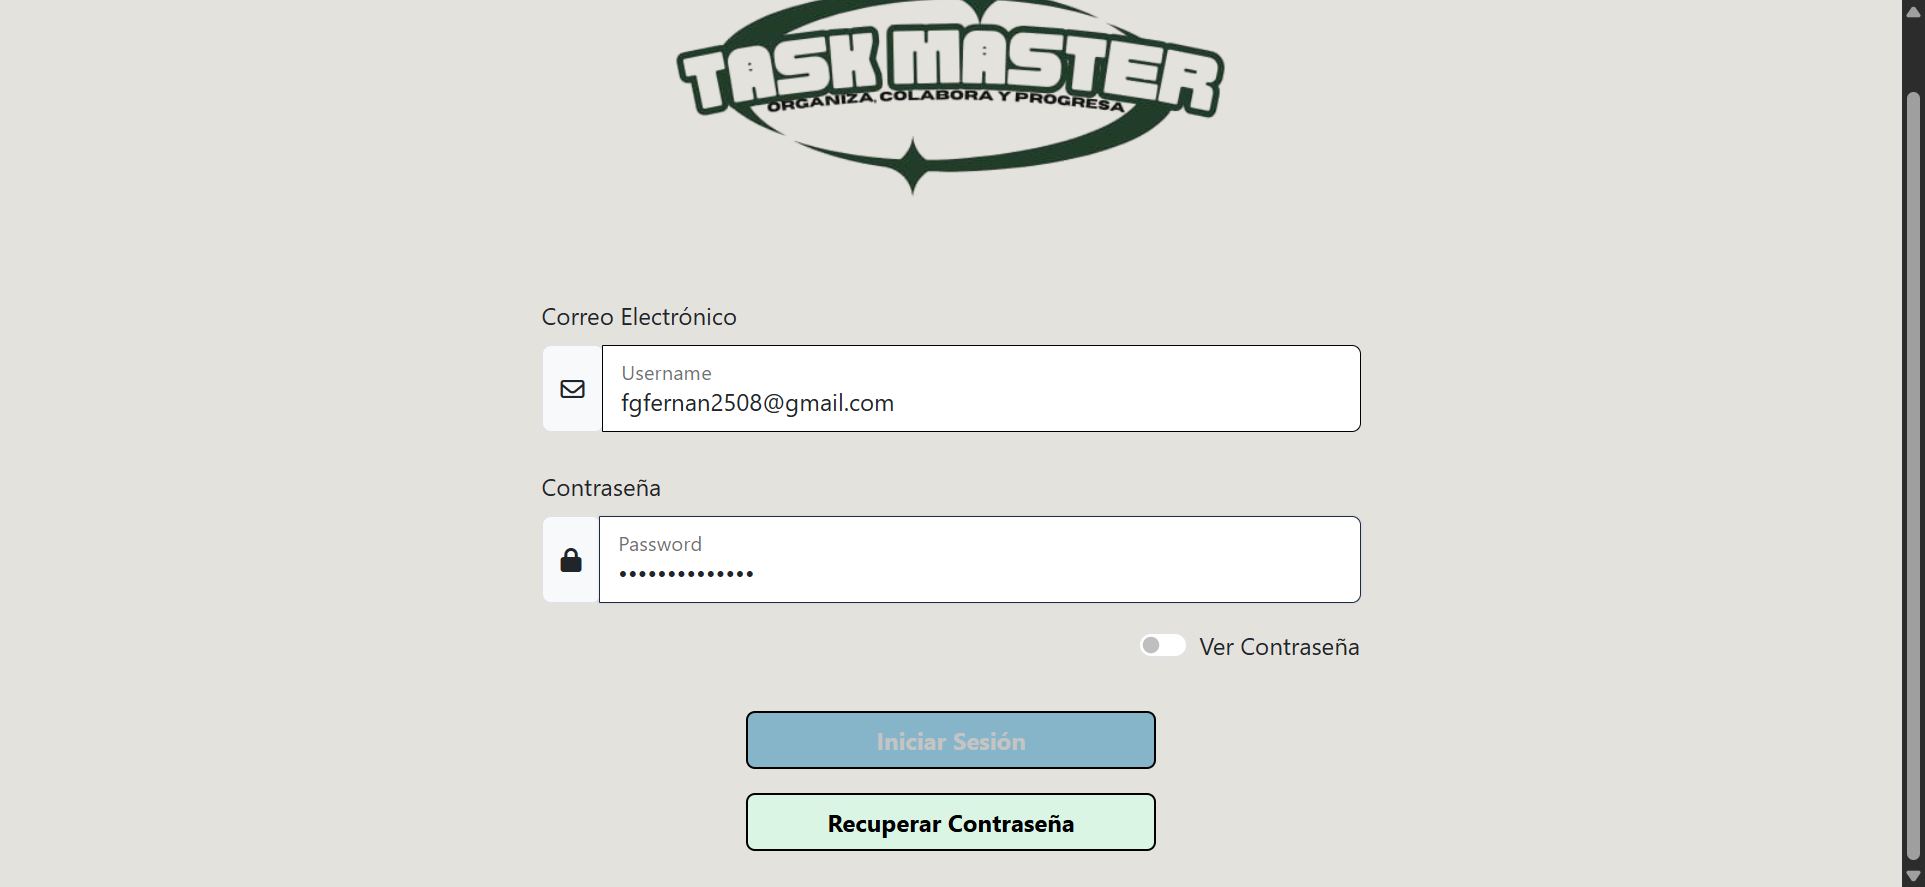 TASK MASTER
ORGANIZA, COLABORA Y PROGRESA
Correo Electrónico
Username
fgfernan2508@gmail.com
Contraseña
Password
••••••••••••••
Ver Contraseña
Iniciar Sesión
Recuperar Contraseña